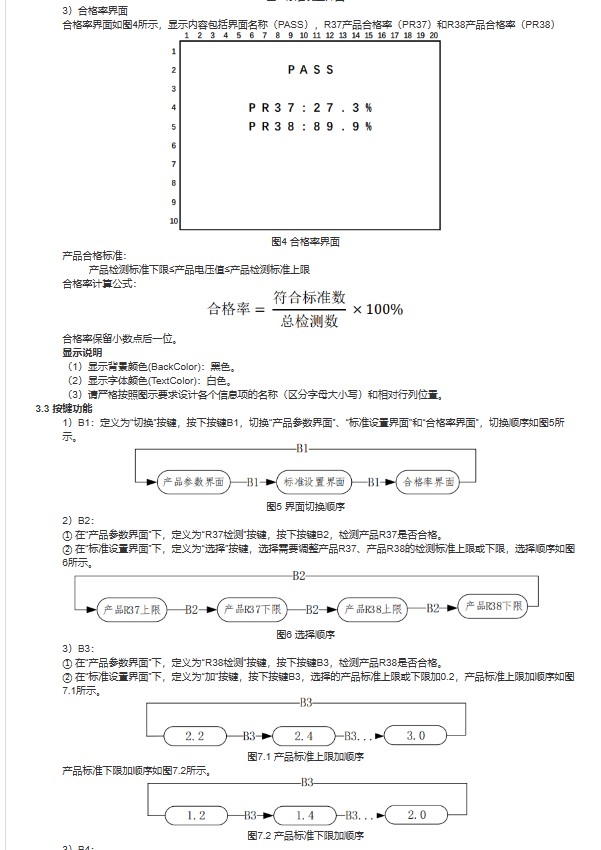 3）合格率界面
合格率界面如图4所示，显示内容包括界面名称（PASS），R37产品合格率（PR37）和R38产品合格率（PR38）
1 2 3 4 5 6 7 8 9 10 11 12 13 14 15 16 17 18 19 20
1
2 PASS
3
4 PR37:27.3%
5 PR38:89.9%
6
7
8
9
10
图4 合格率界面
产品合格标准：
产品检测标准下限≤产品电压值≤产品检测标准上限
合格率计算公式：
合格率 = 符合标准数 / 总检测数 × 100%
合格率保留小数点后一位。
显示说明
（1）显示背景颜色(BackColor)：黑色。
（2）显示字体颜色(TextColor)：白色。
（3）请严格按照图示要求设计各个信息项的名称（区分字母大小写）和相对行列位置。
3.3 按键功能
1）B1：定义为“切换”按键，按下按键B1，切换“产品参数界面”、“标准设置界面”和“合格率界面”，切换顺序如图5所
示。
B1
产品参数界面 B1 标准设置界面 B1 合格率界面
图5 界面切换顺序
2）B2：
① 在“产品参数界面”下，定义为“R37检测”按键，按下按键B2，检测产品R37是否合格。
② 在“标准设置界面”下，定义为“选择”按键，选择需要调整产品R37、产品R38的检测标准上限或下限，选择顺序如图
6所示。
B2
产品R37上限 B2 产品R37下限 B2 产品R38上限 B2 产品R38下限
图6 选择顺序
3）B3：
① 在“产品参数界面”下，定义为“R38检测”按键，按下按键B3，检测产品R38是否合格。
② 在“标准设置界面”下，定义为“加”按键，按下按键B3，选择的产品标准上限或下限加0.2，产品标准上限加顺序如图
7.1所示。
B3
2.2 B3 2.4 B3... 3.0
图7.1 产品标准上限加顺序
产品标准下限加顺序如图7.2所示。
B3
1.2 B3 1.4 B3... 2.0
图7.2 产品标准下限加顺序